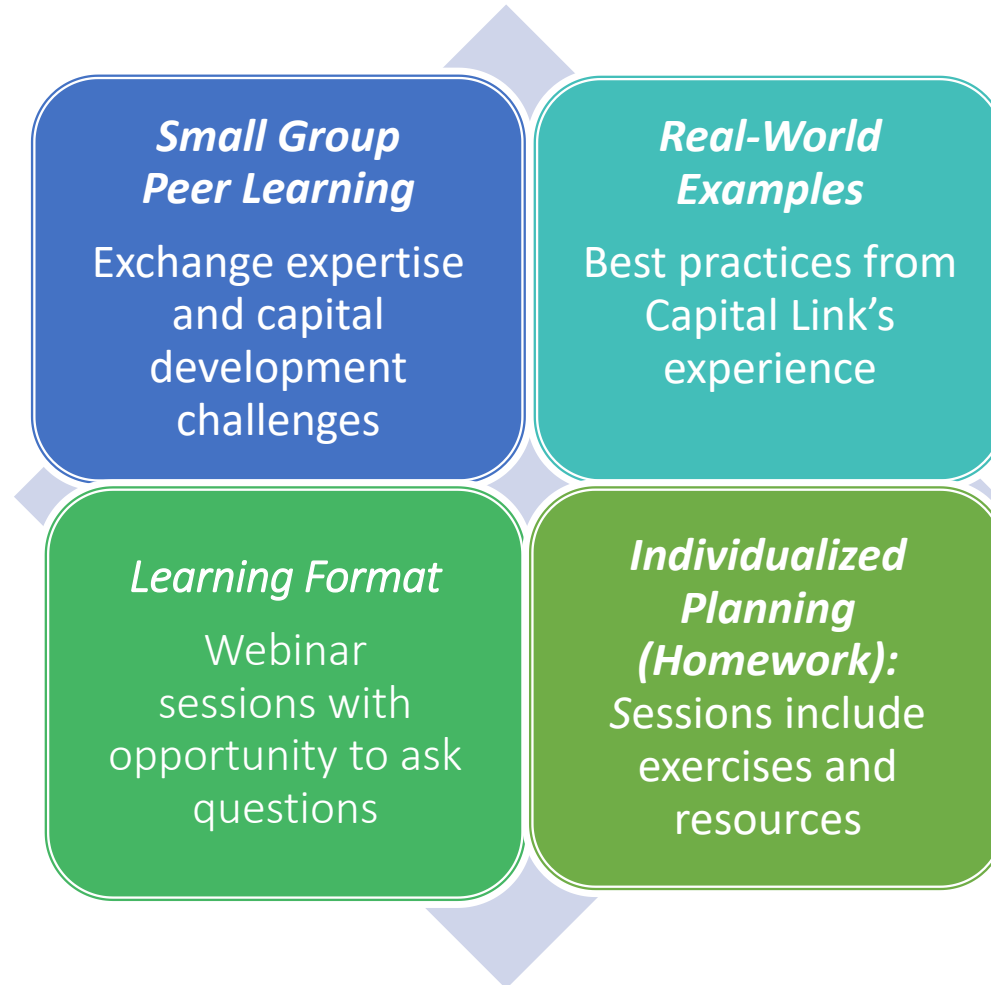 Small Group
Peer Learning
Exchange expertise
and capital
development
challenges
Real-World
Examples
Best practices from
Capital Link’s
experience
Learning Format
Webinar
sessions with
opportunity to ask
questions
Individualized
Planning
(Homework):
Sessions include
exercises and
resources